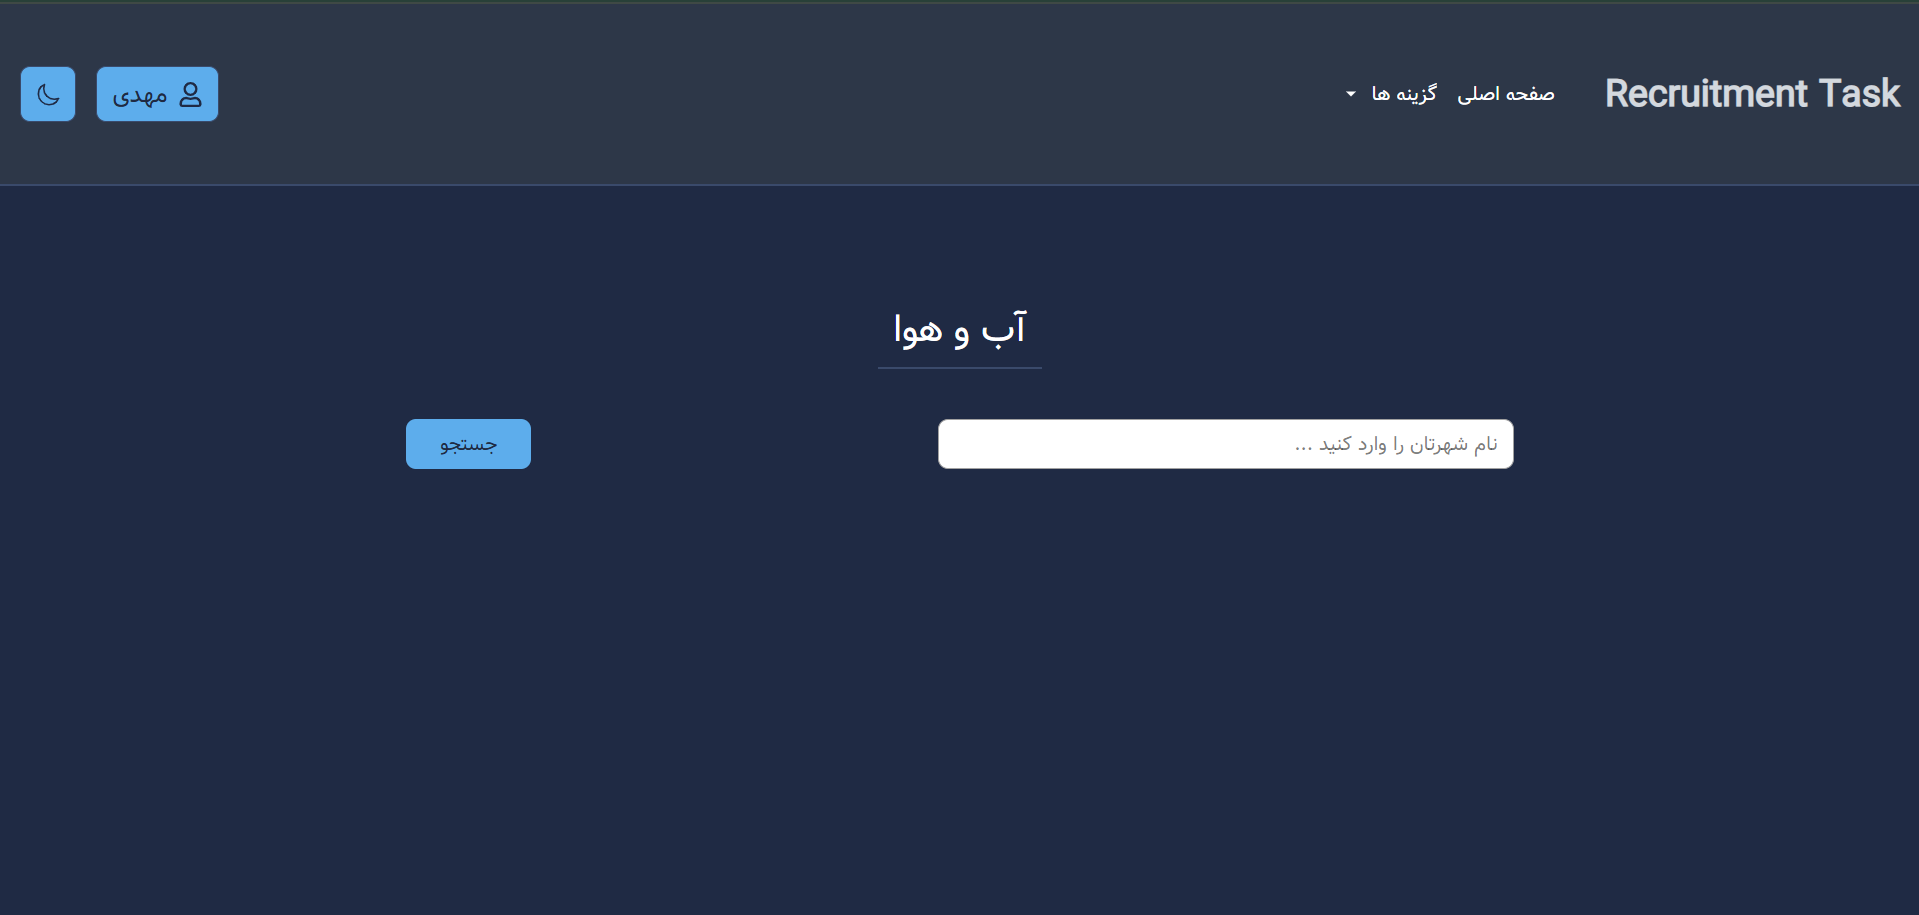 Recruitment Task
صفحه اصلی
گزینه ها
مهدی
آب و هوا
نام شهرتان را وارد کنید ...
جستجو